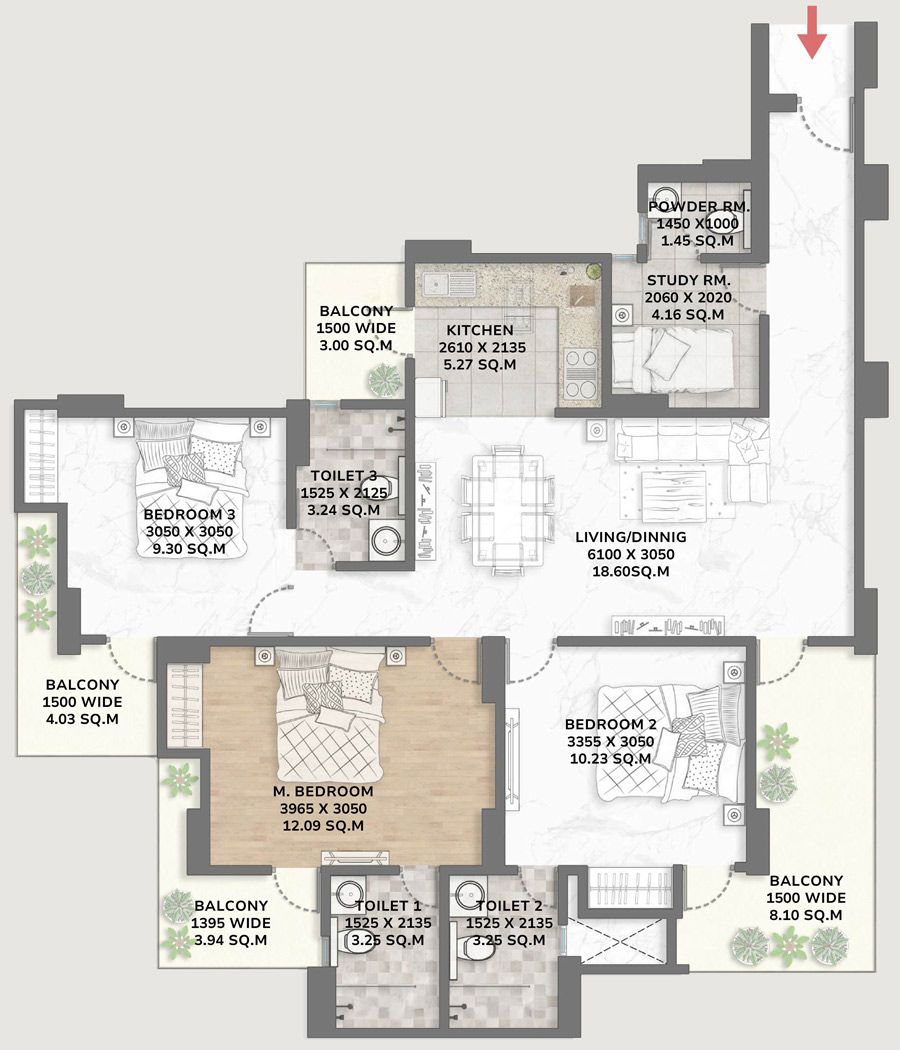 POWDER RM.
1450 X1000
1.45 SQ.M
STUDY RM.
2060 X 2020
4.16 SQ.M
BALCONY
1500 WIDE
3.00 SQ.M
KITCHEN
2610 X 2135
5.27 SQ.M
TOILET 3
1525 X 2125
3.24 SQ.M
BEDROOM 3
3050 X 3050
9.30 SQ.M
LIVING/DINNIG
6100 X 3050
18.60SQ.M
BALCONY
1500 WIDE
4.03 SQ.M
BEDROOM 2
3355 X 3050
10.23 SQ.M
M. BEDROOM
3965 X 3050
12.09 SQ.M
BALCONY
1500 WIDE
8.10 SQ.M
BALCONY
1395 WIDE
3.94 SQ.M
TOILET 1
1525 X 2135
3.25 SQ.M
TOILET 2
1525 X 2135
3.25 SQ.M